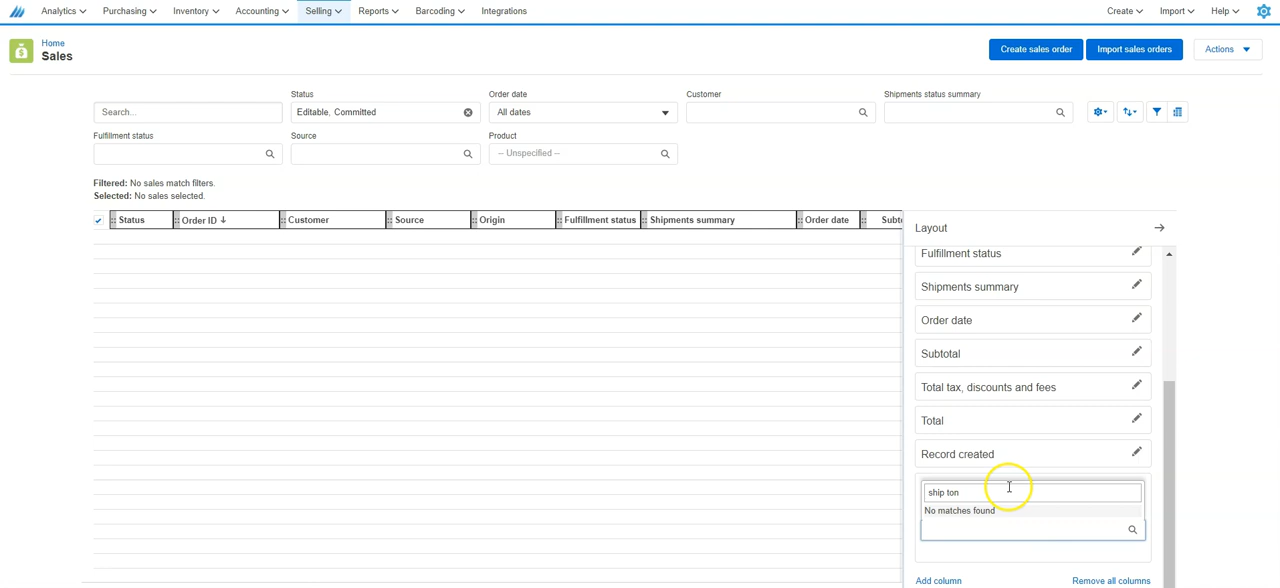 Analytics Purchasing Inventory Accounting Selling Reports Barcoding Integrations Create Import Help
Home
Sales
Create sales order Import sales orders Actions
Status Order date Customer Shipments status summary
Search... Editable, Committed All dates
Fulfillment status Source Product
-- Unspecified --
Filtered: No sales match filters.
Selected: No sales selected.
Status Order ID Customer Source Origin Fulfillment status Shipments summary Order date Subto
Layout
Fulfillment status
Shipments summary
Order date
Subtotal
Total tax, discounts and fees
Total
Record created
ship ton
No matches found
Add column Remove all columns